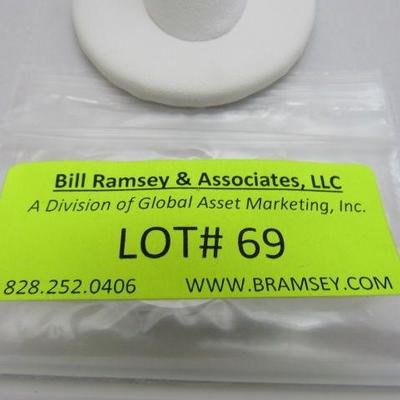 Bill Ramsey & Associates, LLC
A Division of Global Asset Marketing, Inc.
LOT# 69
828.252.0406 WWW.BRAMSEY.COM